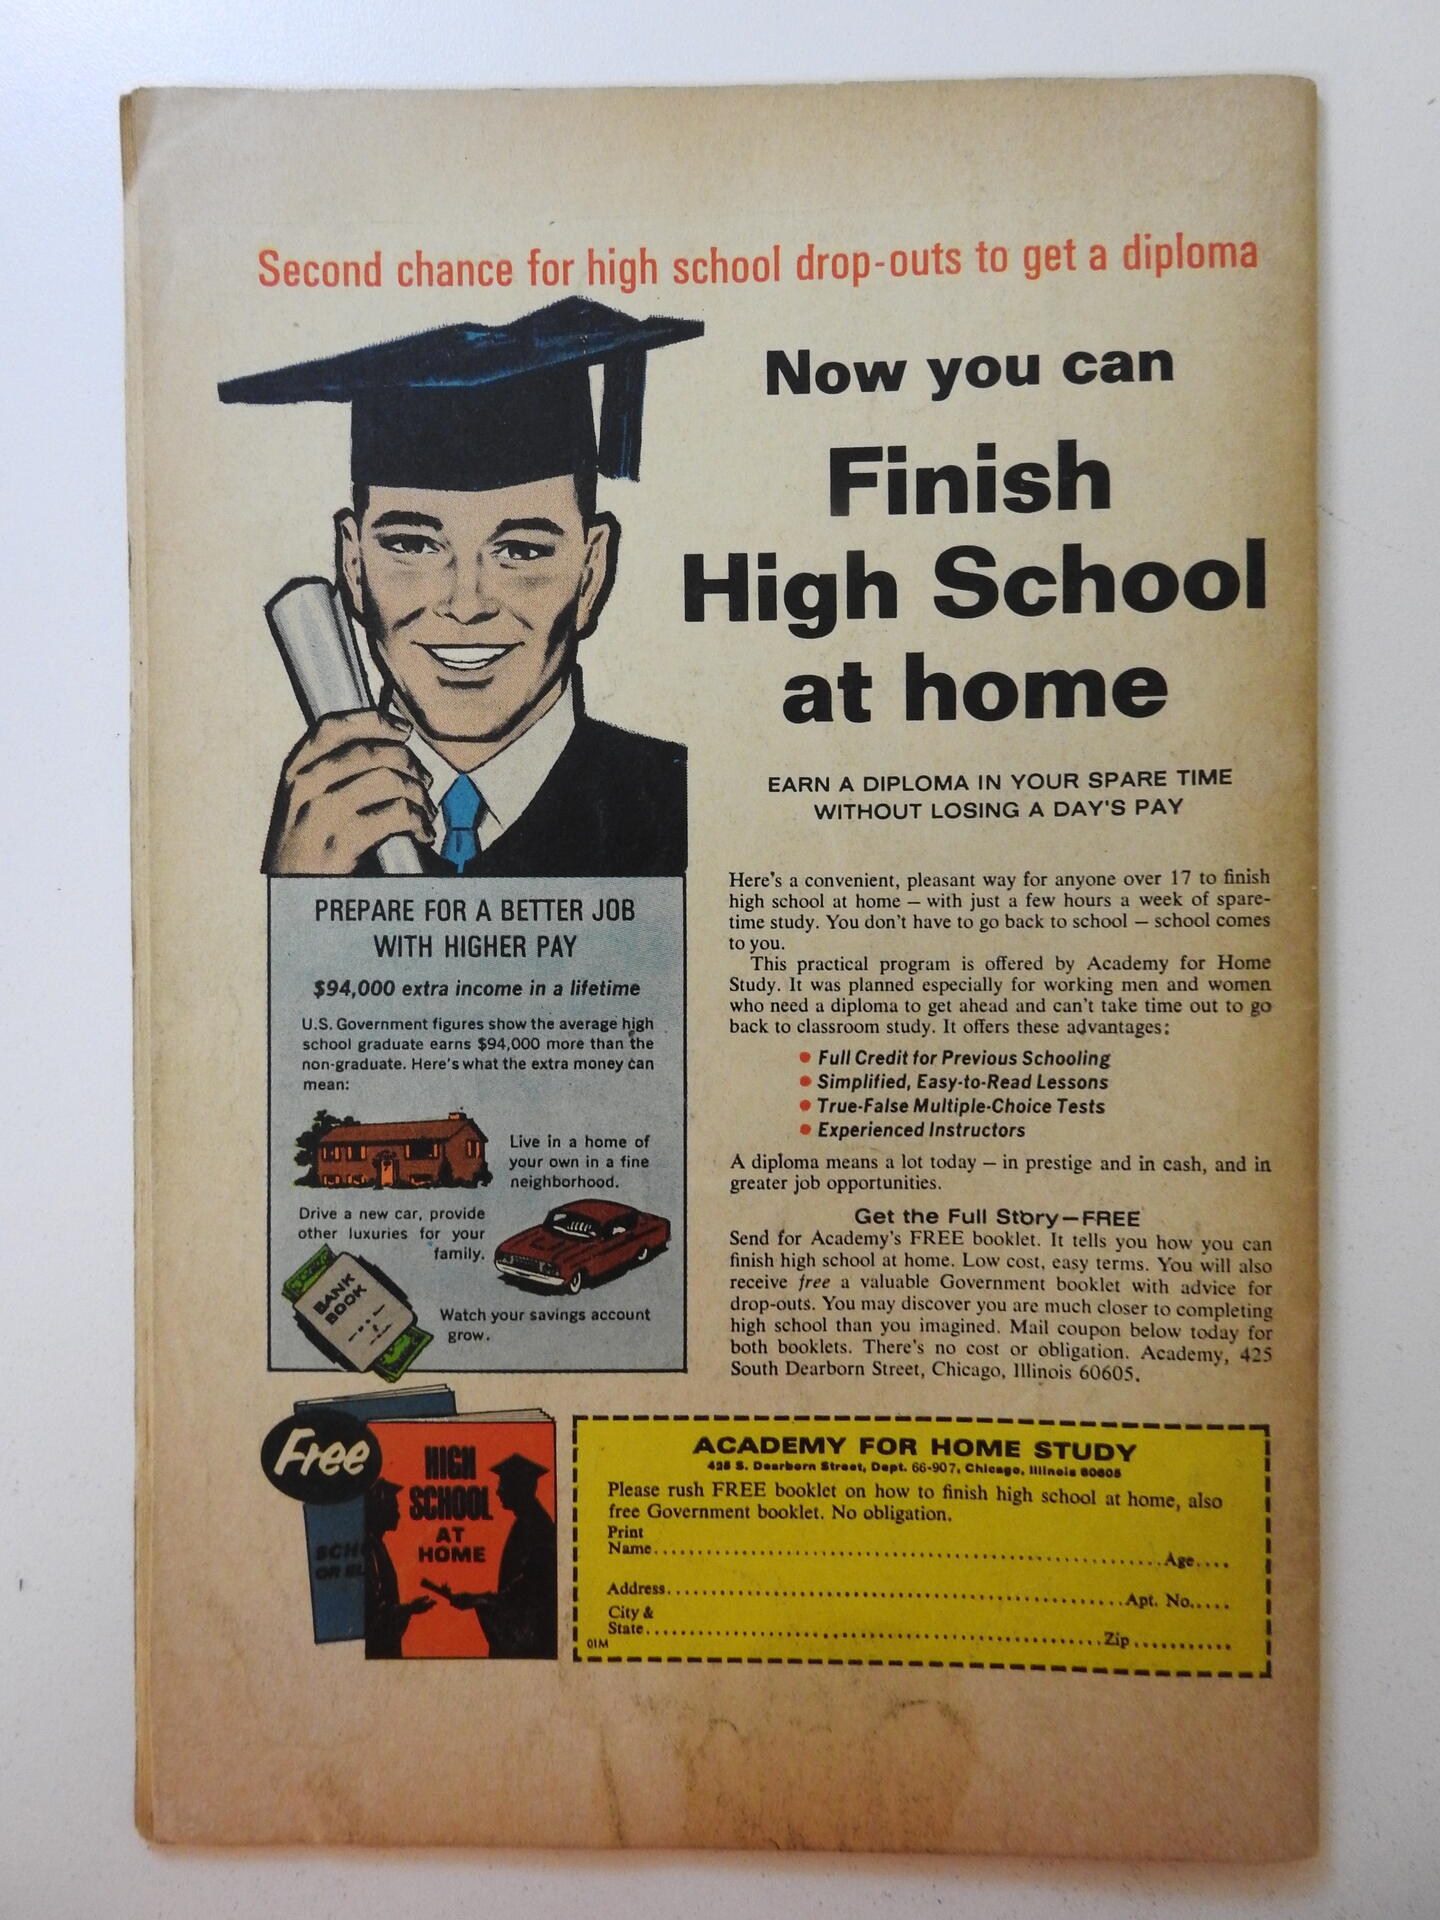 Second chance for high school drop-outs to get a diploma
Now you can
Finish
High School
at home
EARN A DIPLOMA IN YOUR SPARE TIME
WITHOUT LOSING A DAY'S PAY
Here's a convenient, pleasant way for anyone over 17 to finish
high school at home — with just a few hours a week of spare-
time study. You don't have to go back to school — school comes
to you.
This practical program is offered by Academy for Home
Study. It was planned especially for working men and women
who need a diploma to get ahead and can't take time out to go
back to classroom study. It offers these advantages:
• Full Credit for Previous Schooling
• Simplified, Easy-to-Read Lessons
• True-False Multiple-Choice Tests
• Experienced Instructors
A diploma means a lot today — in prestige and in cash, and in
greater job opportunities.
Get the Full Story—FREE
Send for Academy's FREE booklet. It tells you how you can
finish high school at home. Low cost, easy terms. You will also
receive free a valuable Government booklet with advice for
drop-outs. You may discover you are much closer to completing
high school than you imagined. Mail coupon below today for
both booklets. There's no cost or obligation. Academy, 425
South Dearborn Street, Chicago, Illinois 60605.
PREPARE FOR A BETTER JOB
WITH HIGHER PAY
$94,000 extra income in a lifetime
U.S. Government figures show the average high
school graduate earns $94,000 more than the
non-graduate. Here's what the extra money can
mean:
Live in a home of
your own in a fine
neighborhood.
Drive a new car, provide
other luxuries for your
family.
BANK
BOOK
Watch your savings account
grow.
Free
HIGH
SCHOOL
AT
HOME
SCH
OR EL
ACADEMY FOR HOME STUDY
425 S. Dearborn Street, Dept. 66-907, Chicago, Illinois 60605
Please rush FREE booklet on how to finish high school at home, also
free Government booklet. No obligation.
Print
Name..........Age....
Address..........Apt. No.....
City &
State..........Zip..........
01M